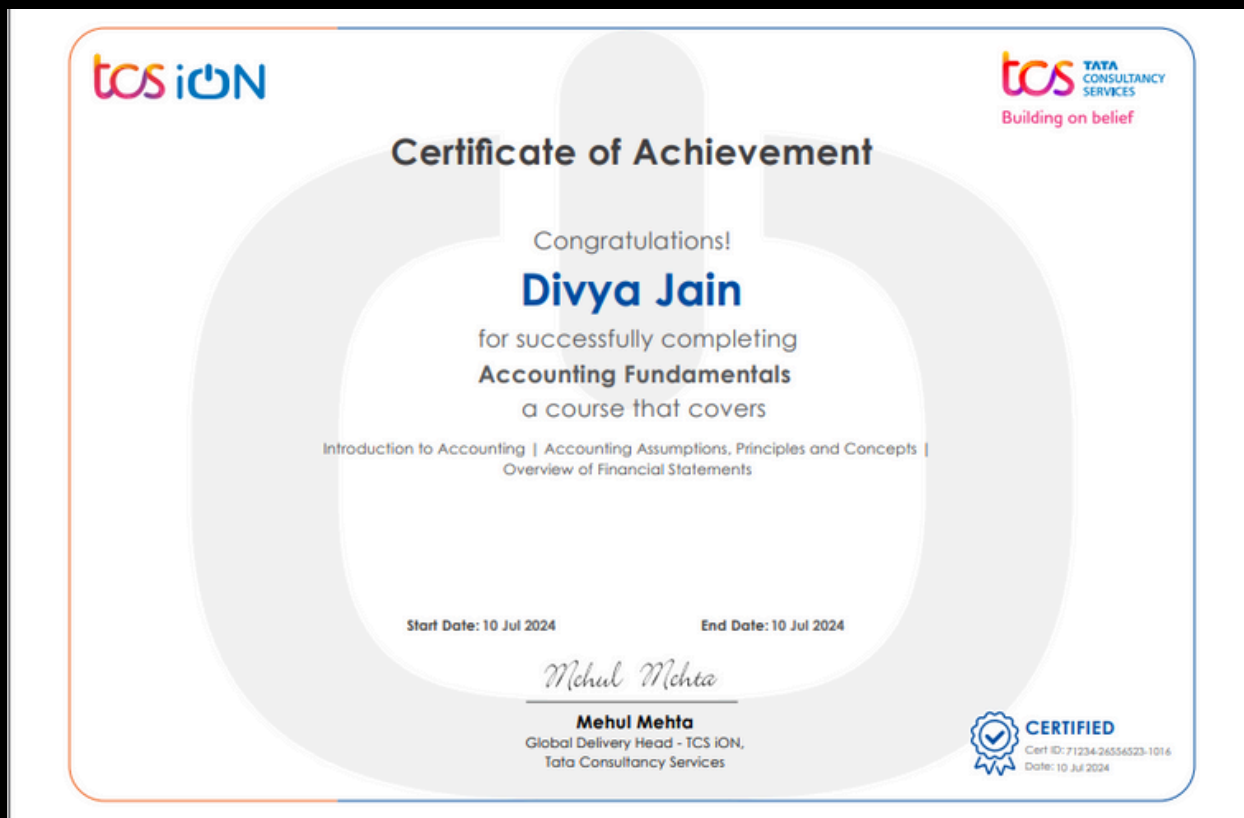 tcs iON
tcs TATA
CONSULTANCY
SERVICES
Building on belief
Certificate of Achievement
Congratulations!
Divya Jain
for successfully completing
Accounting Fundamentals
a course that covers
Introduction to Accounting | Accounting Assumptions, Principles and Concepts |
Overview of Financial Statements
Start Date: 10 Jul 2024 End Date: 10 Jul 2024
Mehul Mehta
Mehul Mehta
Global Delivery Head - TCS iON,
Tata Consultancy Services
CERTIFIED
Cert ID: 71234-26556523-1016
Date: 10 Jul 2024